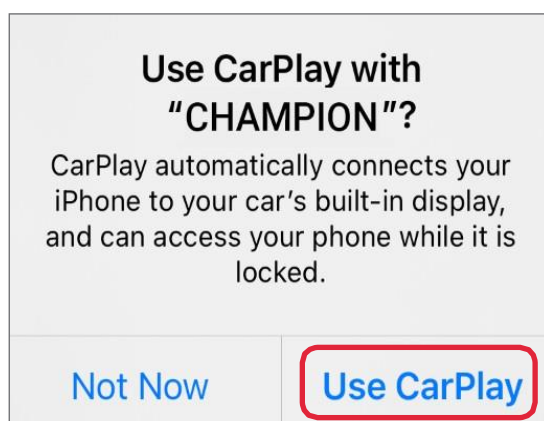 Use CarPlay with
“CHAMPION”?
CarPlay automatically connects your
iPhone to your car’s built-in display,
and can access your phone while it is
locked.
Not Now
Use CarPlay